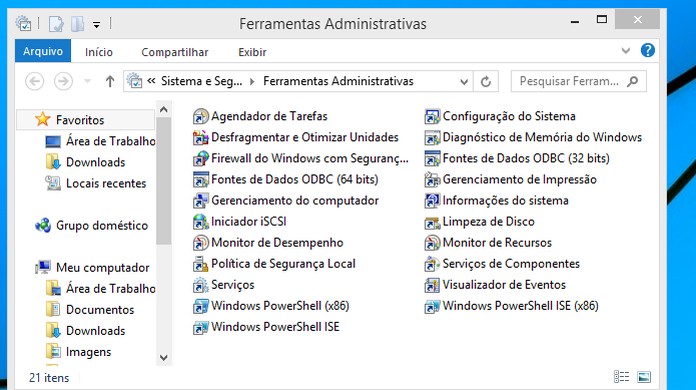 Ferramentas Administrativas
Arquivo Início Compartilhar Exibir
« Sistema e Seg... Ferramentas Administrativas Pesquisar Ferram...
Favoritos
Área de Trabalho
Downloads
Locais recentes
Grupo doméstico
Meu computador
Área de Trabalho
Documentos
Downloads
Imagens
Agendador de Tarefas Configuração do Sistema
Desfragmentar e Otimizar Unidades Diagnóstico de Memória do Windows
Firewall do Windows com Seguranç... Fontes de Dados ODBC (32 bits)
Fontes de Dados ODBC (64 bits) Gerenciamento de Impressão
Gerenciamento do computador Informações do sistema
Iniciador iSCSI Limpeza de Disco
Monitor de Desempenho Monitor de Recursos
Política de Segurança Local Serviços de Componentes
Serviços Visualizador de Eventos
Windows PowerShell (x86) Windows PowerShell ISE (x86)
Windows PowerShell ISE
21 itens